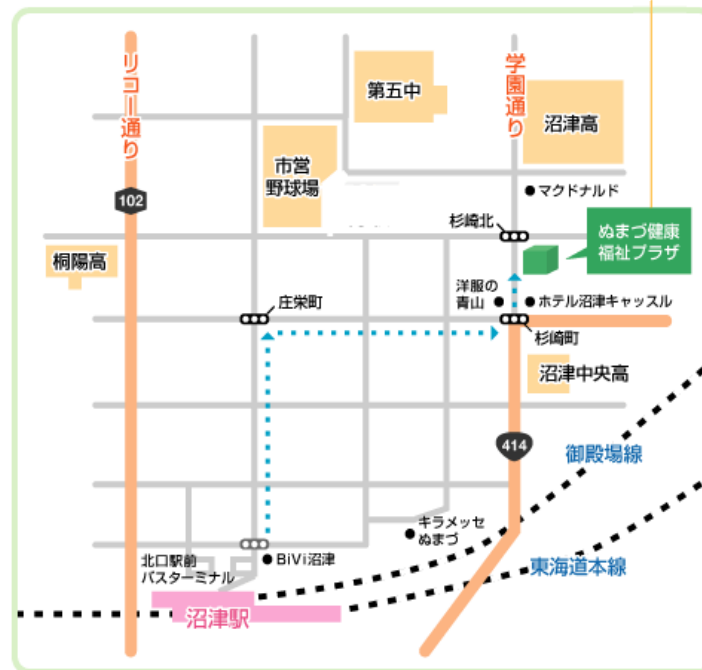 リコー通り
学園通り
第五中
沼津高
市営
野球場
マクドナルド
102
杉崎北
ぬまづ健康
福祉プラザ
桐陽高
洋服の
青山
ホテル沼津キャッスル
庄栄町
杉崎町
沼津中央高
414
御殿場線
キラメッセ
ぬまづ
北口駅前
バスターミナル
BiVi沼津
東海道本線
沼津駅